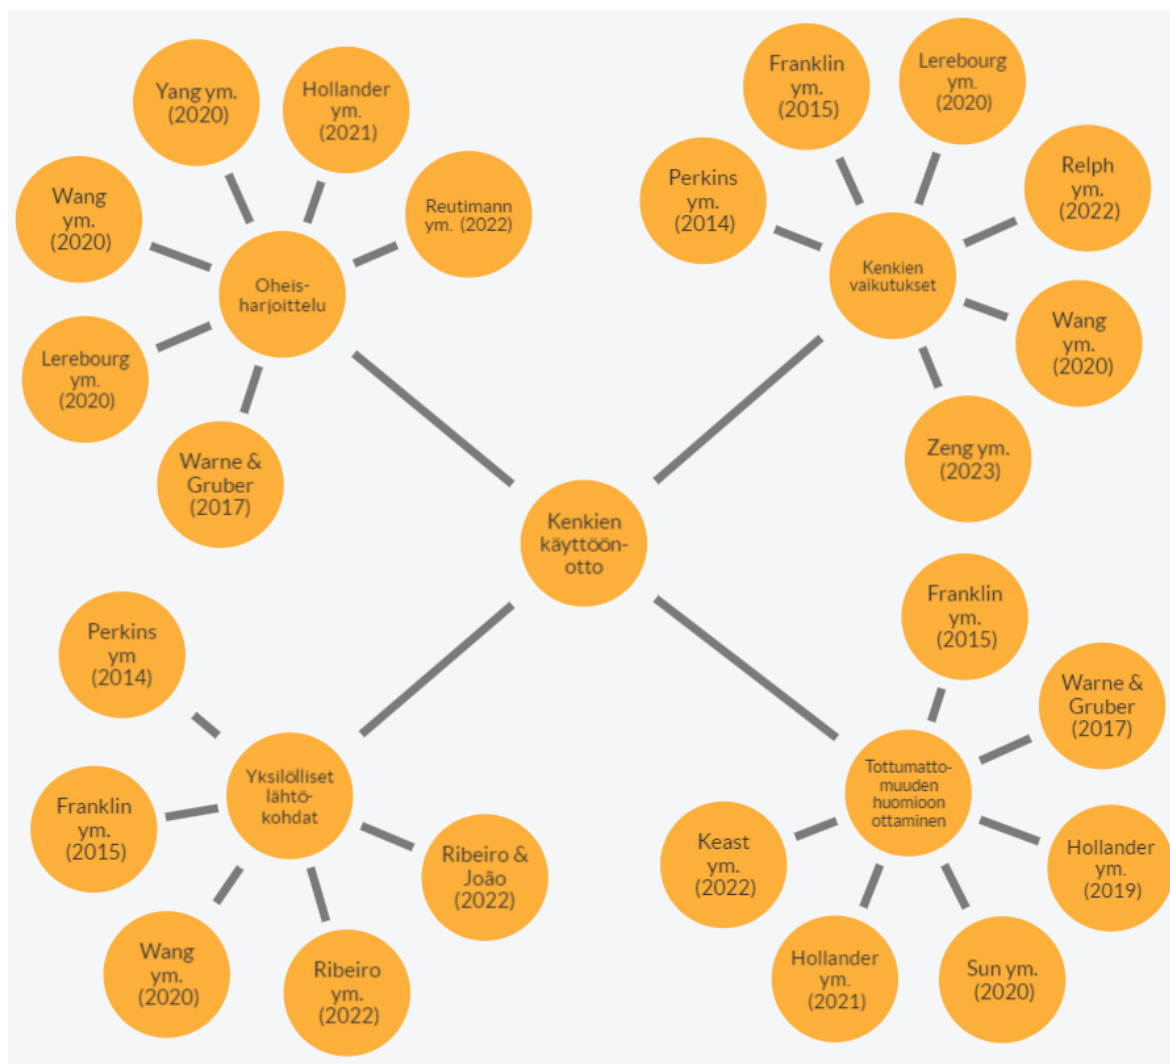 Yang ym.
(2020)
Hollander
ym.
(2021)
Reutimann
ym. (2022)
Wang
ym.
(2020)
Oheis-
harjoittelu
Lerebourg
ym.
(2020)
Warne &
Gruber
(2017)
Franklin
ym.
(2015)
Lerebourg
ym.
(2020)
Perkins
ym.
(2014)
Relph
ym.
(2022)
Kenkien
vaikutukset
Wang
ym.
(2020)
Zeng ym.
(2023)
Kenkien
käyttöön-
otto
Perkins
ym
(2014)
Yksilölliset
lähtö-
kohdat
Franklin
ym.
(2015)
Ribeiro &
João
(2022)
Wang
ym.
(2020)
Ribeiro
ym.
(2022)
Franklin
ym.
(2015)
Warne &
Gruber
(2017)
Tottumatto-
muuden
huomioon
ottaminen
Keast
ym.
(2022)
Hollander
ym.
(2019)
Hollander
ym.
(2021)
Sun ym.
(2020)